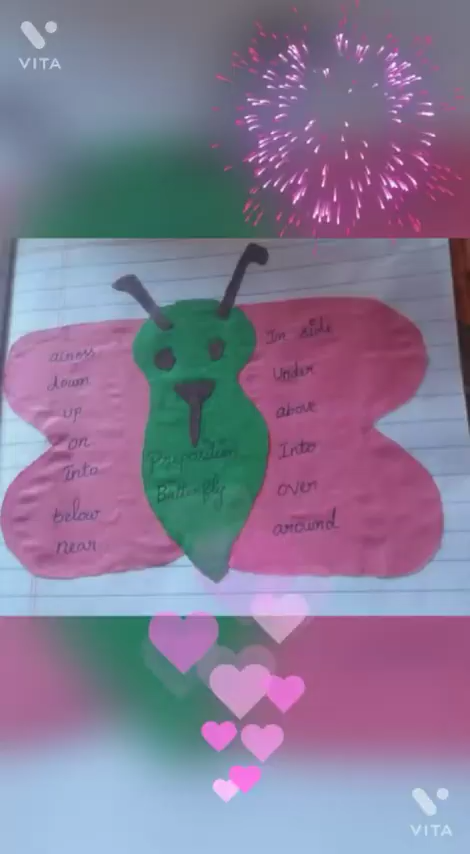 VITA
across
down
up
on
Into
below
near
Preposition
Butterfly
In side
Under
above
Into
over
around
VITA